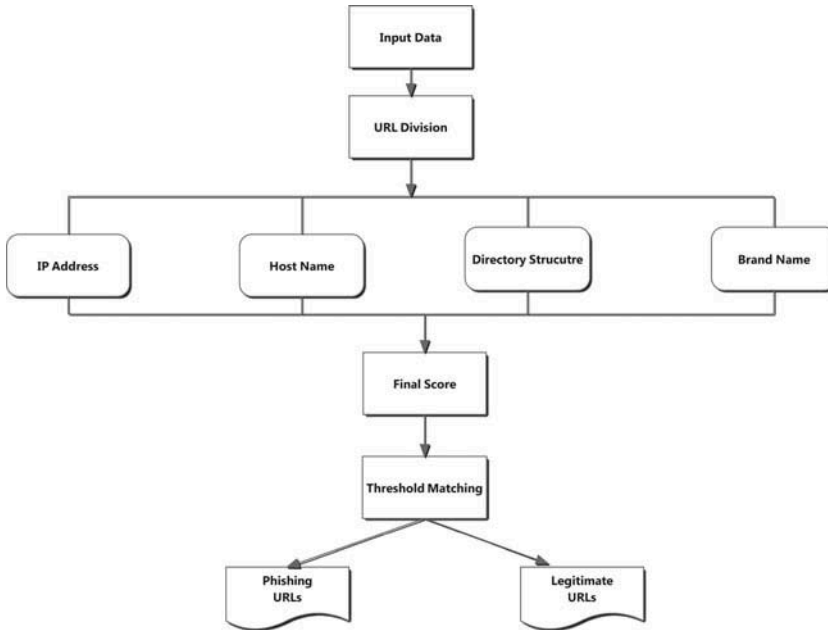 Input Data
URL Division
IP Address
Host Name
Directory Strucutre
Brand Name
Final Score
Threshold Matching
Phishing
URLs
Legitimate
URLs